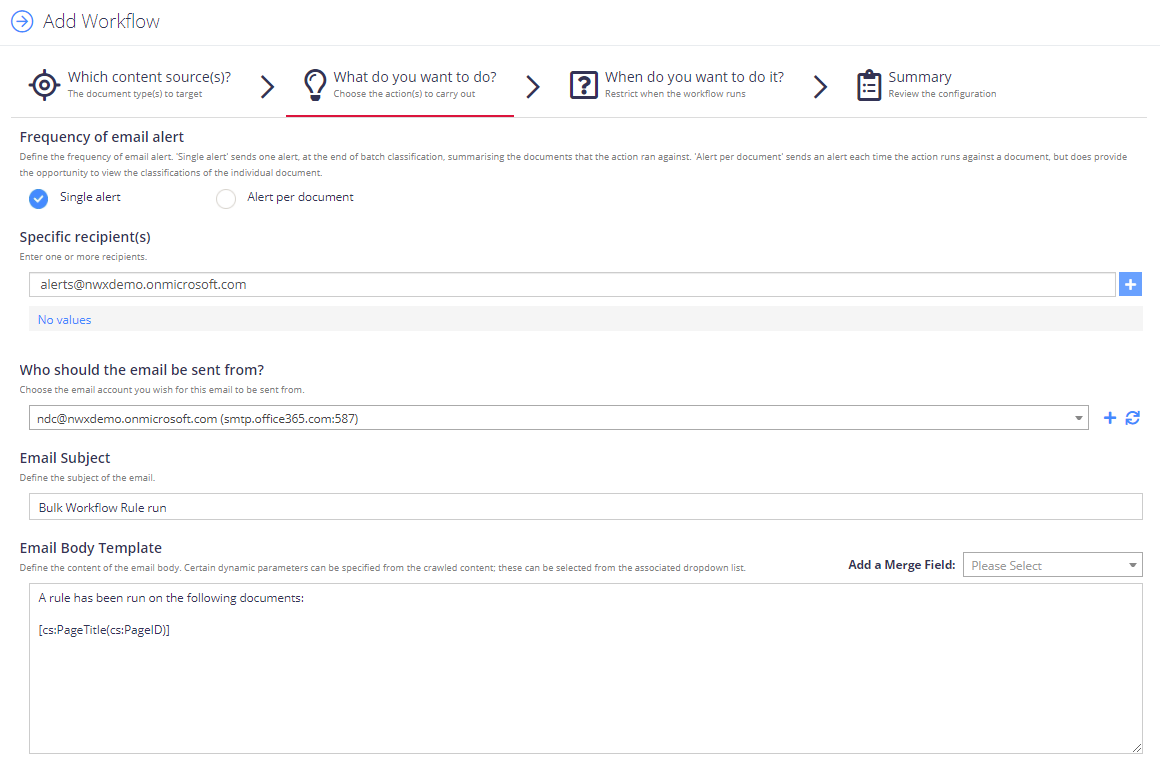 Add Workflow
Which content source(s)?
The document type(s) to target
What do you want to do?
Choose the action(s) to carry out
When do you want to do it?
Restrict when the workflow runs
Summary
Review the configuration
Frequency of email alert
Define the frequency of email alert. 'Single alert' sends one alert, at the end of batch classification, summarising the documents that the action ran against. 'Alert per document' sends an alert each time the action runs against a document, but does provide
the opportunity to view the classifications of the individual document.
Single alert
Alert per document
Specific recipient(s)
Enter one or more recipients.
alerts@nwxdemo.onmicrosoft.com
No values
Who should the email be sent from?
Choose the email account you wish for this email to be sent from.
ndc@nwxdemo.onmicrosoft.com (smtp.office365.com:587)
Email Subject
Define the subject of the email.
Bulk Workflow Rule run
Email Body Template
Define the content of the email body. Certain dynamic parameters can be specified from the crawled content; these can be selected from the associated dropdown list.
Add a Merge Field:
Please Select
A rule has been run on the following documents:
[cs:PageTitle(cs:PageID)]